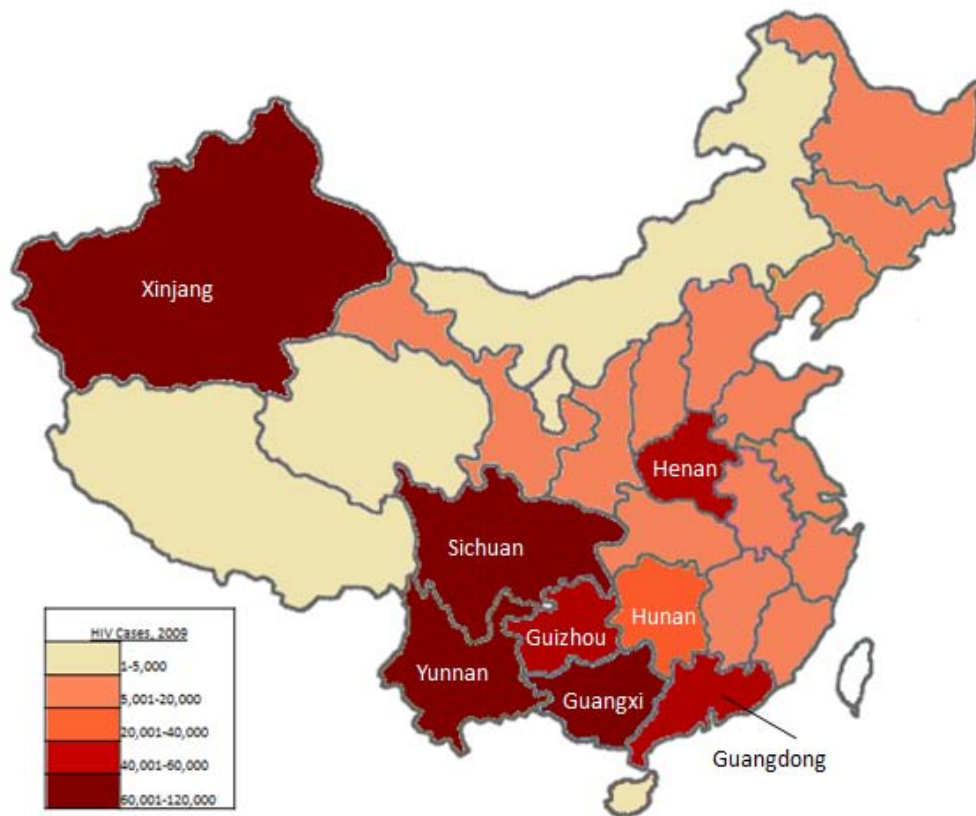 Xinjang
Henan
Sichuan
Guizhou
Hunan
Yunnan
Guangxi
Guangdong
HIV Cases, 2009
1-5,000
5,001-20,000
20,001-40,000
40,001-60,000
60,001-120,000